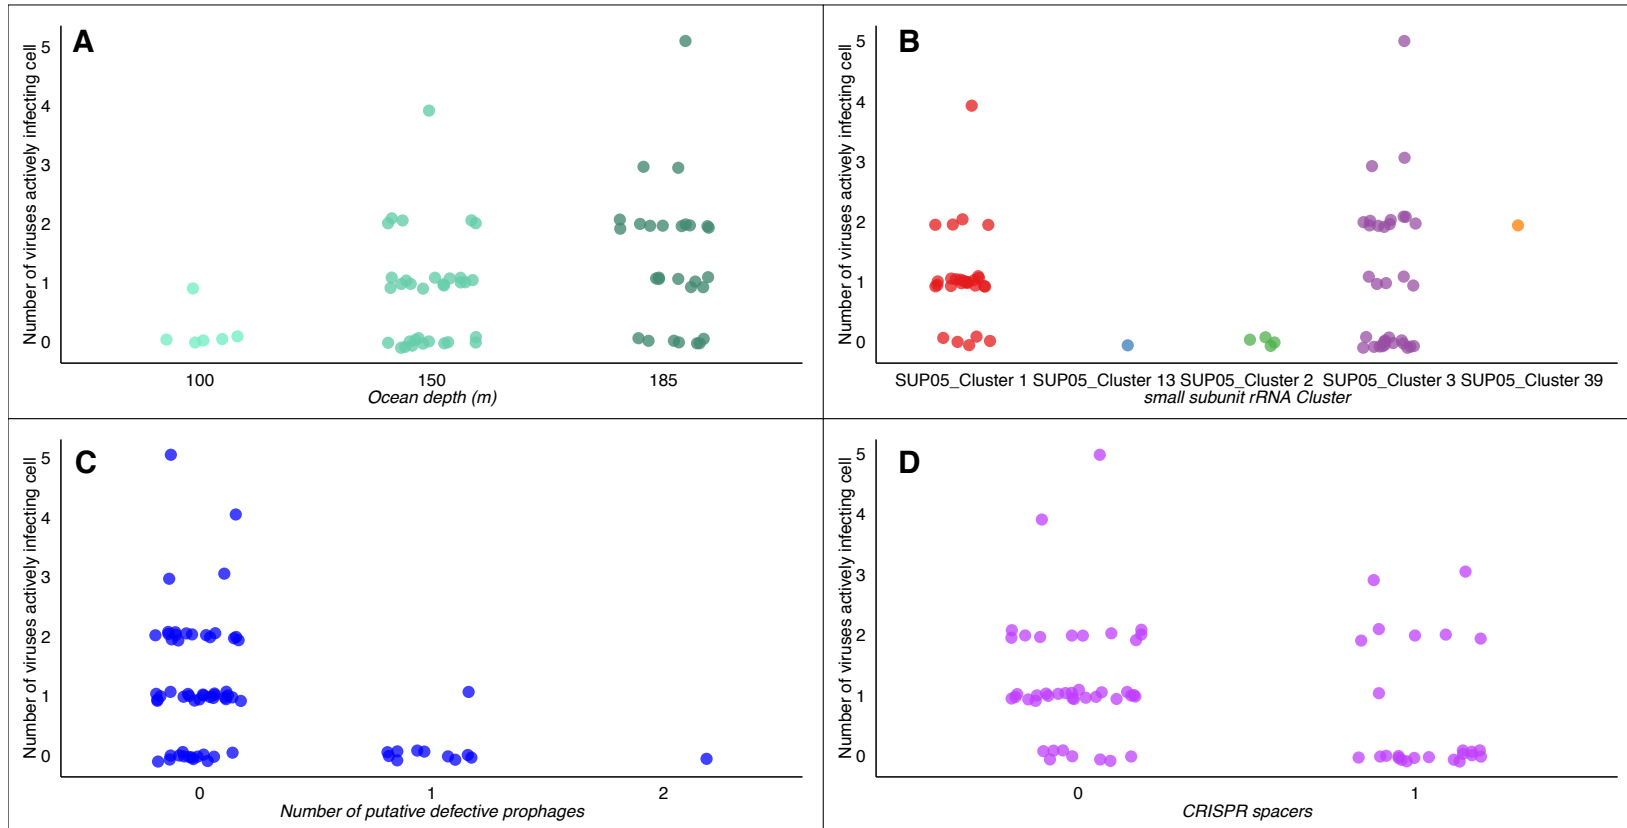 A
Number of viruses actively infecting cell
5
4
3
2
1
0
100 150 185
Ocean depth (m)
B
Number of viruses actively infecting cell
5
4
3
2
1
0
SUP05_Cluster 1 SUP05_Cluster 13 SUP05_Cluster 2 SUP05_Cluster 3 SUP05_Cluster 39
small subunit rRNA Cluster
C
Number of viruses actively infecting cell
5
4
3
2
1
0
0 1 2
Number of putative defective prophages
D
Number of viruses actively infecting cell
5
4
3
2
1
0
0 1
CRISPR spacers